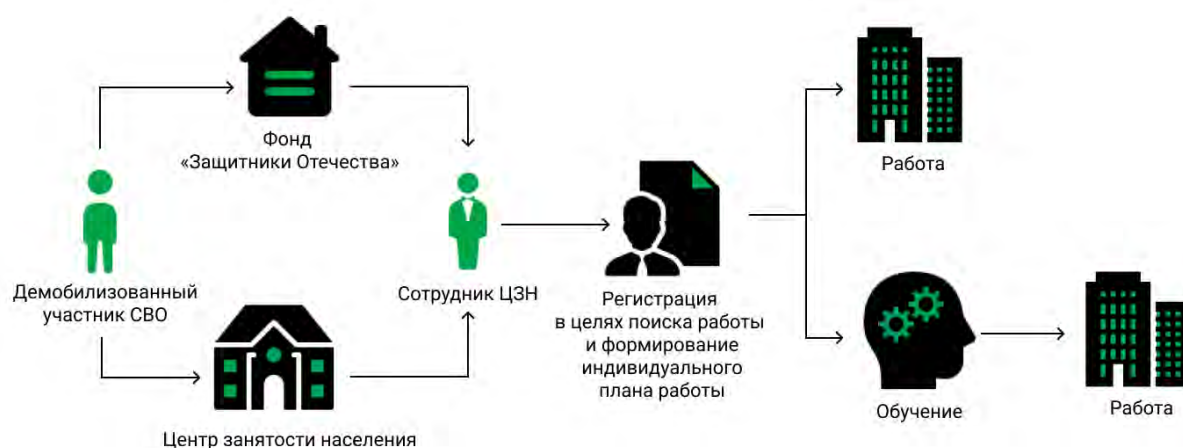 Фонд
«Защитники Отечества»
Демобилизованный
участник СВО
Центр занятости населения
Сотрудник ЦЗН
Регистрация
в целях поиска работы
и формирование
индивидуального
плана работы
Работа
Обучение
Работа